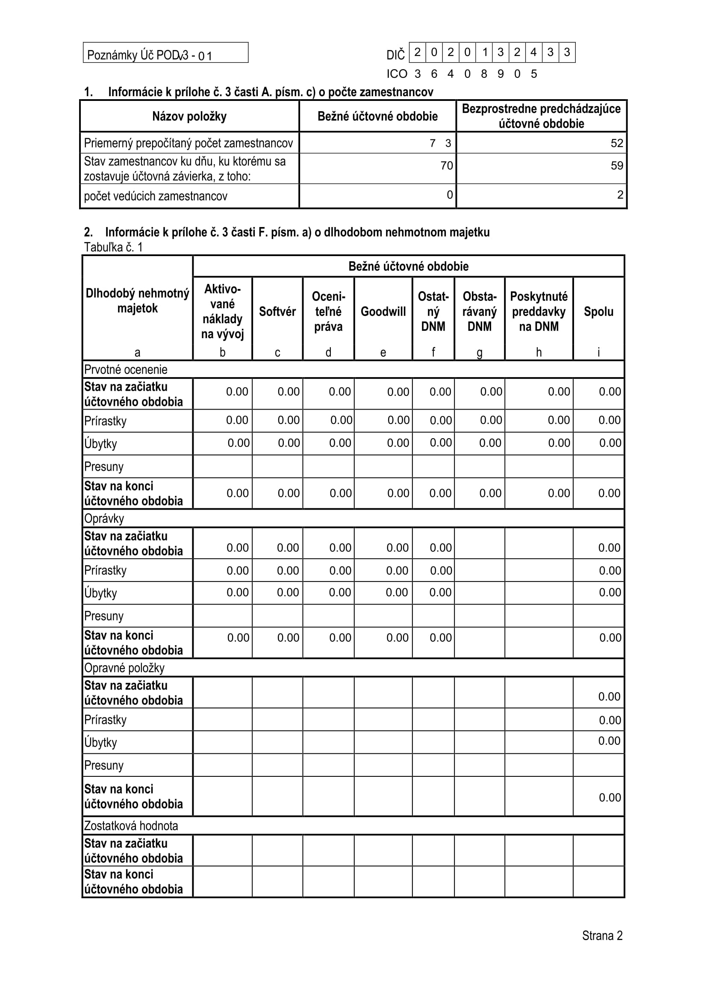 Poznámky Úč PODv3 - 01
DIČ 2 0 2 0 1 3 2 4 3 3
ICO 3 6 4 0 8 9 0 5
1. Informácie k prílohe č. 3 časti A. písm. c) o počte zamestnancov
Názov položky Bežné účtovné obdobie Bezprostredne predchádzajúce
účtovné obdobie
Priemerný prepočítaný počet zamestnancov 7 3 52
Stav zamestnancov ku dňu, ku ktorému sa
zostavuje účtovná závierka, z toho: 70 59
počet vedúcich zamestnancov 0 2
2. Informácie k prílohe č. 3 časti F. písm. a) o dlhodobom nehmotnom majetku
Tabuľka č. 1
Bežné účtovné obdobie
Dlhodobý nehmotný
majetok
Aktivo-
vané
náklady
na vývoj
Softvér
Oceni-
teľné
práva
Goodwill
Ostat-
ný
DNM
Obsta-
rávaný
DNM
Poskytnuté
preddavky
na DNM
Spolu
a b c d e f g h i
Prvotné ocenenie
Stav na začiatku
účtovného obdobia 0.00 0.00 0.00 0.00 0.00 0.00 0.00 0.00
Prírastky 0.00 0.00 0.00 0.00 0.00 0.00 0.00 0.00
Úbytky 0.00 0.00 0.00 0.00 0.00 0.00 0.00 0.00
Presuny
Stav na konci
účtovného obdobia 0.00 0.00 0.00 0.00 0.00 0.00 0.00 0.00
Oprávky
Stav na začiatku
účtovného obdobia 0.00 0.00 0.00 0.00 0.00 0.00
Prírastky 0.00 0.00 0.00 0.00 0.00 0.00
Úbytky 0.00 0.00 0.00 0.00 0.00 0.00
Presuny
Stav na konci
účtovného obdobia 0.00 0.00 0.00 0.00 0.00 0.00
Opravné položky
Stav na začiatku
účtovného obdobia 0.00
Prírastky 0.00
Úbytky 0.00
Presuny
Stav na konci
účtovného obdobia 0.00
Zostatková hodnota
Stav na začiatku
účtovného obdobia
Stav na konci
účtovného obdobia
Strana 2